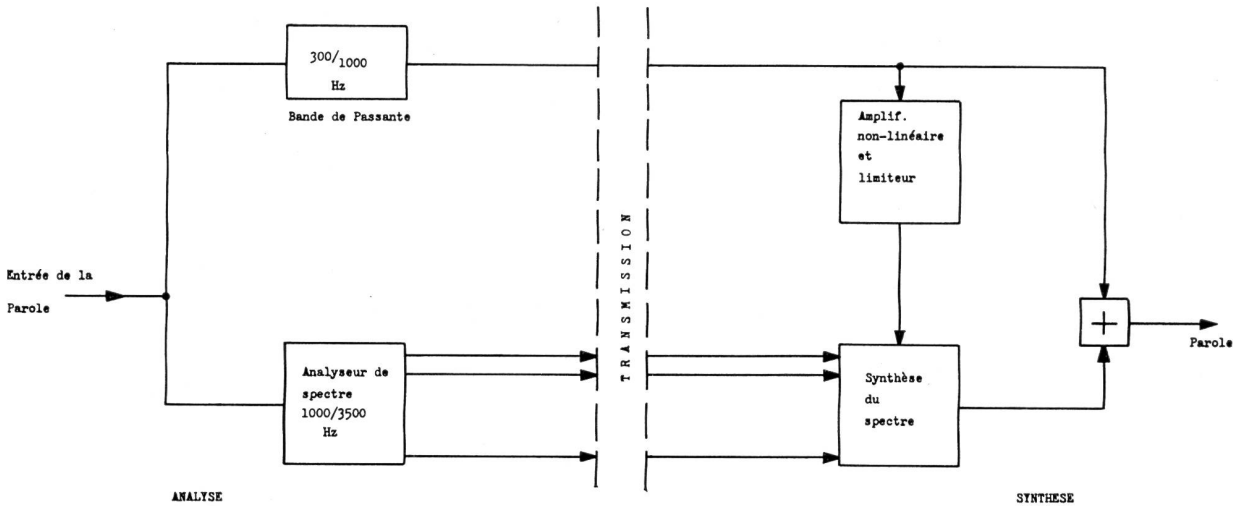 300/1000
Hz
Bande de Passante
Amplif.
non-linéaire
et
limiteur
Entrée de la
Parole
TRANSMISSION
Analyseur de
spectre
1000/3500
Hz
Synthèse
du
spectre
+
Parole
ANALYSE
SYNTHESE